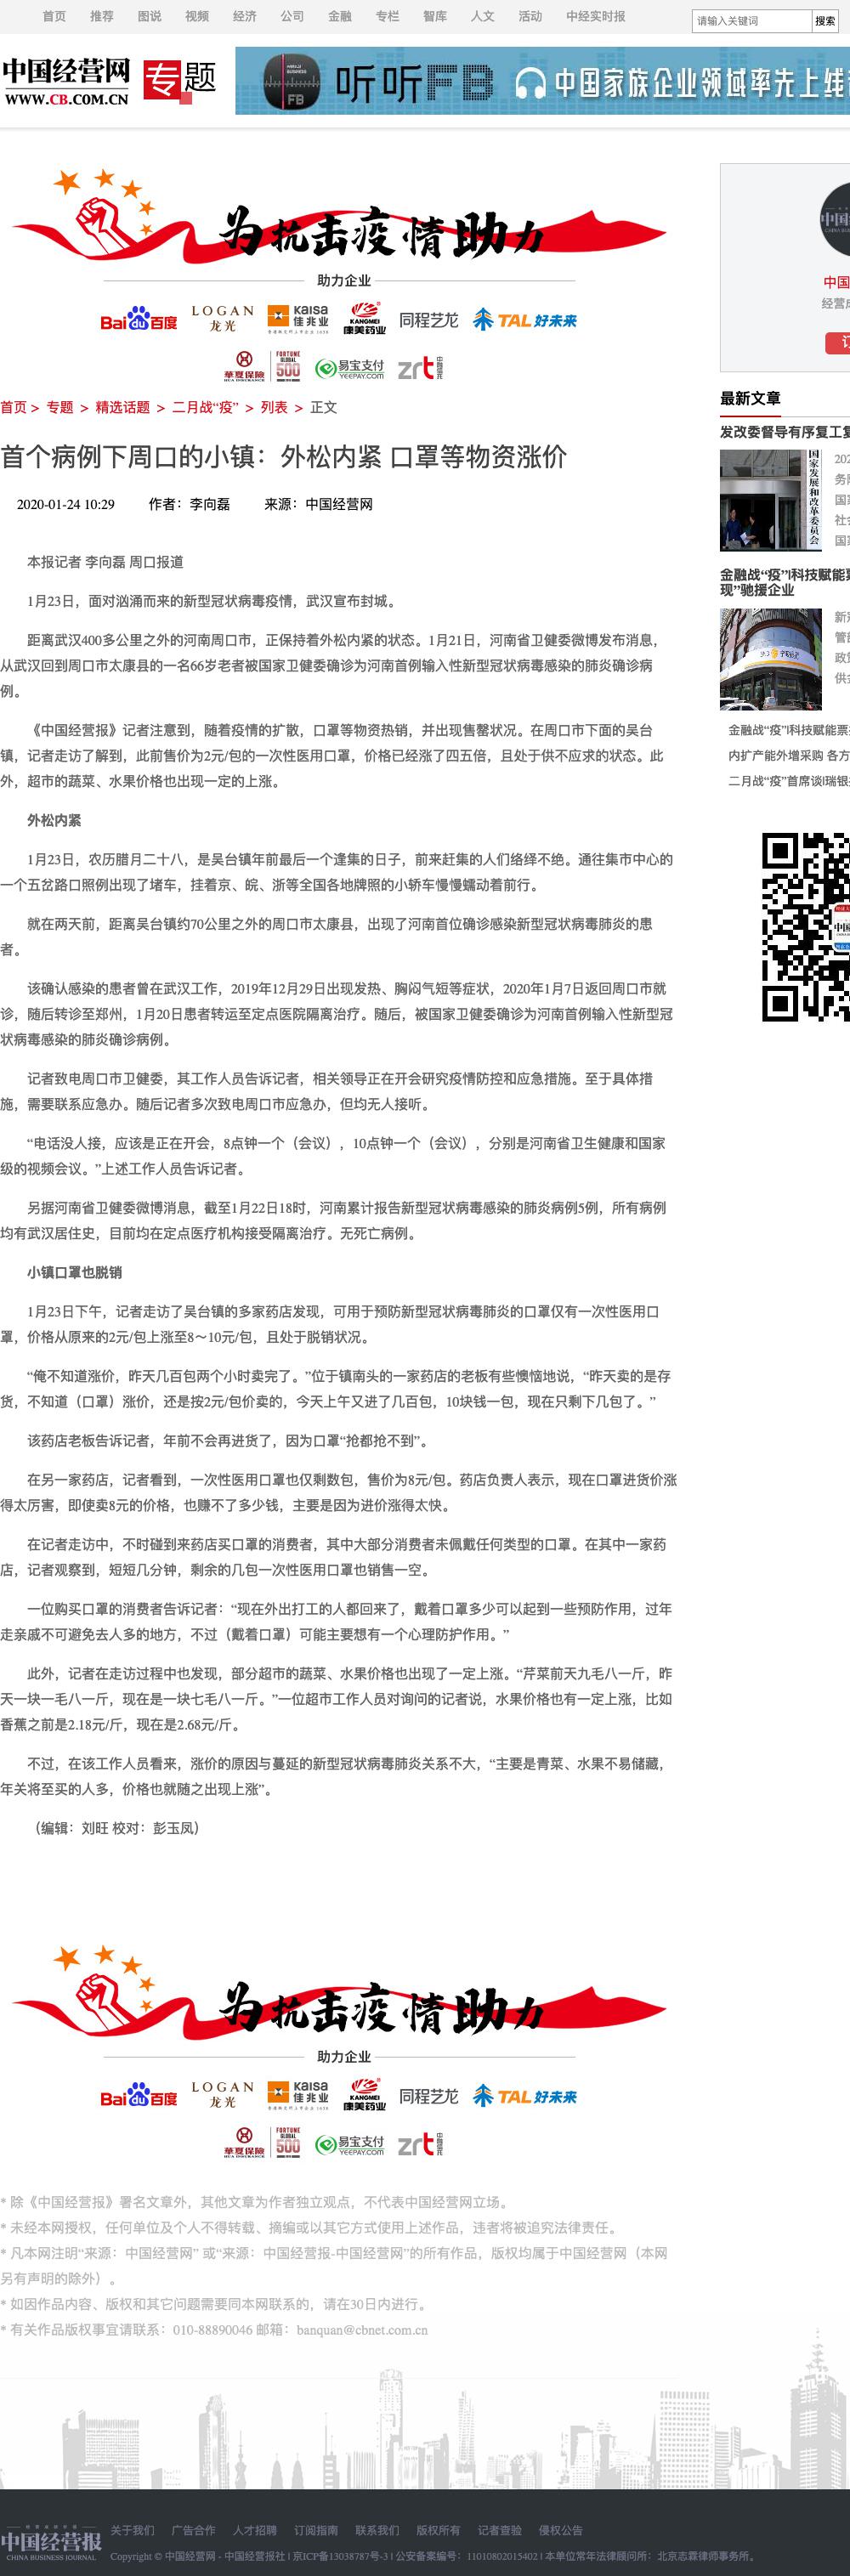 首页 推荐 图说 视频 经济 公司 金融 专栏 智库 人文 活动 中经实时报
请输入关键词 搜索
中国经营网
WWW.CB.COM.CN
专题
FB
听听FB
中国家族企业领域率先上线
为抗击疫情助力
助力企业
Bai百度 LOGAN 龙光 KAISA 佳兆业 KANGMEI 康美药业 同程艺龙 TAL 好未来
華夏保險 HUA INSURANCE FORTUNE GLOBAL 500 易宝支付 YEEPAY.COM zrt
首页 > 专题 > 精选话题 > 二月战“疫” > 列表 > 正文
首个病例下周口的小镇：外松内紧 口罩等物资涨价
2020-01-24 10:29 作者：李向磊 来源：中国经营网
本报记者 李向磊 周口报道
1月23日，面对汹涌而来的新型冠状病毒疫情，武汉宣布封城。
距离武汉400多公里之外的河南周口市，正保持着外松内紧的状态。1月21日，河南省卫健委微博发布消息，
从武汉回到周口市太康县的一名66岁老者被国家卫健委确诊为河南首例输入性新型冠状病毒感染的肺炎确诊病
例。
《中国经营报》记者注意到，随着疫情的扩散，口罩等物资热销，并出现售罄状况。在周口市下面的吴台
镇，记者走访了解到，此前售价为2元/包的一次性医用口罩，价格已经涨了四五倍，且处于供不应求的状态。此
外，超市的蔬菜、水果价格也出现一定的上涨。
外松内紧
1月23日，农历腊月二十八，是吴台镇年前最后一个逢集的日子，前来赶集的人们络绎不绝。通往集市中心的
一个五岔路口照例出现了堵车，挂着京、皖、浙等全国各地牌照的小轿车慢慢蠕动着前行。
就在两天前，距离吴台镇约70公里之外的周口市太康县，出现了河南首位确诊感染新型冠状病毒肺炎的患
者。
该确认感染的患者曾在武汉工作，2019年12月29日出现发热、胸闷气短等症状，2020年1月7日返回周口市就
诊，随后转诊至郑州，1月20日患者转运至定点医院隔离治疗。随后，被国家卫健委确诊为河南首例输入性新型冠
状病毒感染的肺炎确诊病例。
记者致电周口市卫健委，其工作人员告诉记者，相关领导正在开会研究疫情防控和应急措施。至于具体措
施，需要联系应急办。随后记者多次致电周口市应急办，但均无人接听。
“电话没人接，应该是正在开会，8点钟一个（会议），10点钟一个（会议），分别是河南省卫生健康和国家
级的视频会议。”上述工作人员告诉记者。
另据河南省卫健委微博消息，截至1月22日18时，河南累计报告新型冠状病毒感染的肺炎病例5例，所有病例
均有武汉居住史，目前均在定点医疗机构接受隔离治疗。无死亡病例。
小镇口罩也脱销
1月23日下午，记者走访了吴台镇的多家药店发现，可用于预防新型冠状病毒肺炎的口罩仅有一次性医用口
罩，价格从原来的2元/包上涨至8～10元/包，且处于脱销状况。
“俺不知道涨价，昨天几百包两个小时卖完了。”位于镇南头的一家药店的老板有些懊恼地说，“昨天卖的是存
货，不知道（口罩）涨价，还是按2元/包价卖的，今天上午又进了几百包，10块钱一包，现在只剩下几包了。”
该药店老板告诉记者，年前不会再进货了，因为口罩“抢都抢不到”。
在另一家药店，记者看到，一次性医用口罩也仅剩数包，售价为8元/包。药店负责人表示，现在口罩进货价涨
得太厉害，即使卖8元的价格，也赚不了多少钱，主要是因为进价涨得太快。
在记者走访中，不时碰到来药店买口罩的消费者，其中大部分消费者未佩戴任何类型的口罩。在其中一家药
店，记者观察到，短短几分钟，剩余的几包一次性医用口罩也销售一空。
一位购买口罩的消费者告诉记者：“现在外出打工的人都回来了，戴着口罩多少可以起到一些预防作用，过年
走亲戚不可避免去人多的地方，不过（戴着口罩）可能主要想有一个心理防护作用。”
此外，记者在走访过程中也发现，部分超市的蔬菜、水果价格也出现了一定上涨。“芹菜前天九毛八一斤，昨
天一块一毛八一斤，现在是一块七毛八一斤。”一位超市工作人员对询问的记者说，水果价格也有一定上涨，比如
香蕉之前是2.18元/斤，现在是2.68元/斤。
不过，在该工作人员看来，涨价的原因与蔓延的新型冠状病毒肺炎关系不大，“主要是青菜、水果不易储藏，
年关将至买的人多，价格也就随之出现上涨”。
（编辑：刘旺 校对：彭玉凤）
为抗击疫情助力
助力企业
Bai百度 LOGAN 龙光 KAISA 佳兆业 KANGMEI 康美药业 同程艺龙 TAL 好未来
華夏保險 HUA INSURANCE FORTUNE GLOBAL 500 易宝支付 YEEPAY.COM zrt
* 除《中国经营报》署名文章外，其他文章为作者独立观点，不代表中国经营网立场。
* 未经本网授权，任何单位及个人不得转载、摘编或以其它方式使用上述作品，违者将被追究法律责任。
* 凡本网注明“来源：中国经营网” 或“来源：中国经营报-中国经营网”的所有作品，版权均属于中国经营网（本网
另有声明的除外）。
* 如因作品内容、版权和其它问题需要同本网联系的，请在30日内进行。
* 有关作品版权事宜请联系：010-88890046 邮箱：banquan@cbnet.com.cn
中国
经营
订
最新文章
发改委督导有序复工复
国家发展和改革委员会
202
务
国
社会
国
金融战“疫”|科技赋能票
现”驰援企业
新
管
政
供
金融战“疫”|科技赋能票
内扩产能外增采购 各方
二月战“疫”首席谈|瑞银
中国经营报
CHINA BUSINESS JOURNAL
关于我们 广告合作 人才招聘 订阅指南 联系我们 版权所有 记者查验 侵权公告
Copyright © 中国经营网 - 中国经营报社 | 京ICP备13038787号-3 | 公安备案编号：11010802015402 | 本单位常年法律顾问所：北京志霖律师事务所。